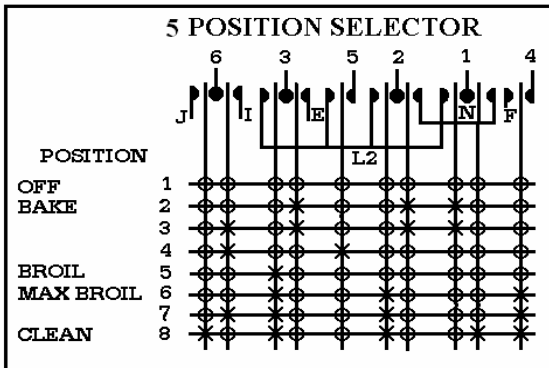 5 POSITION SELECTOR
6 3 5 2 1 4
J I E N F
POSITION L2
OFF 1
BAKE 2
3
4
BROIL 5
MAX BROIL 6
7
CLEAN 8